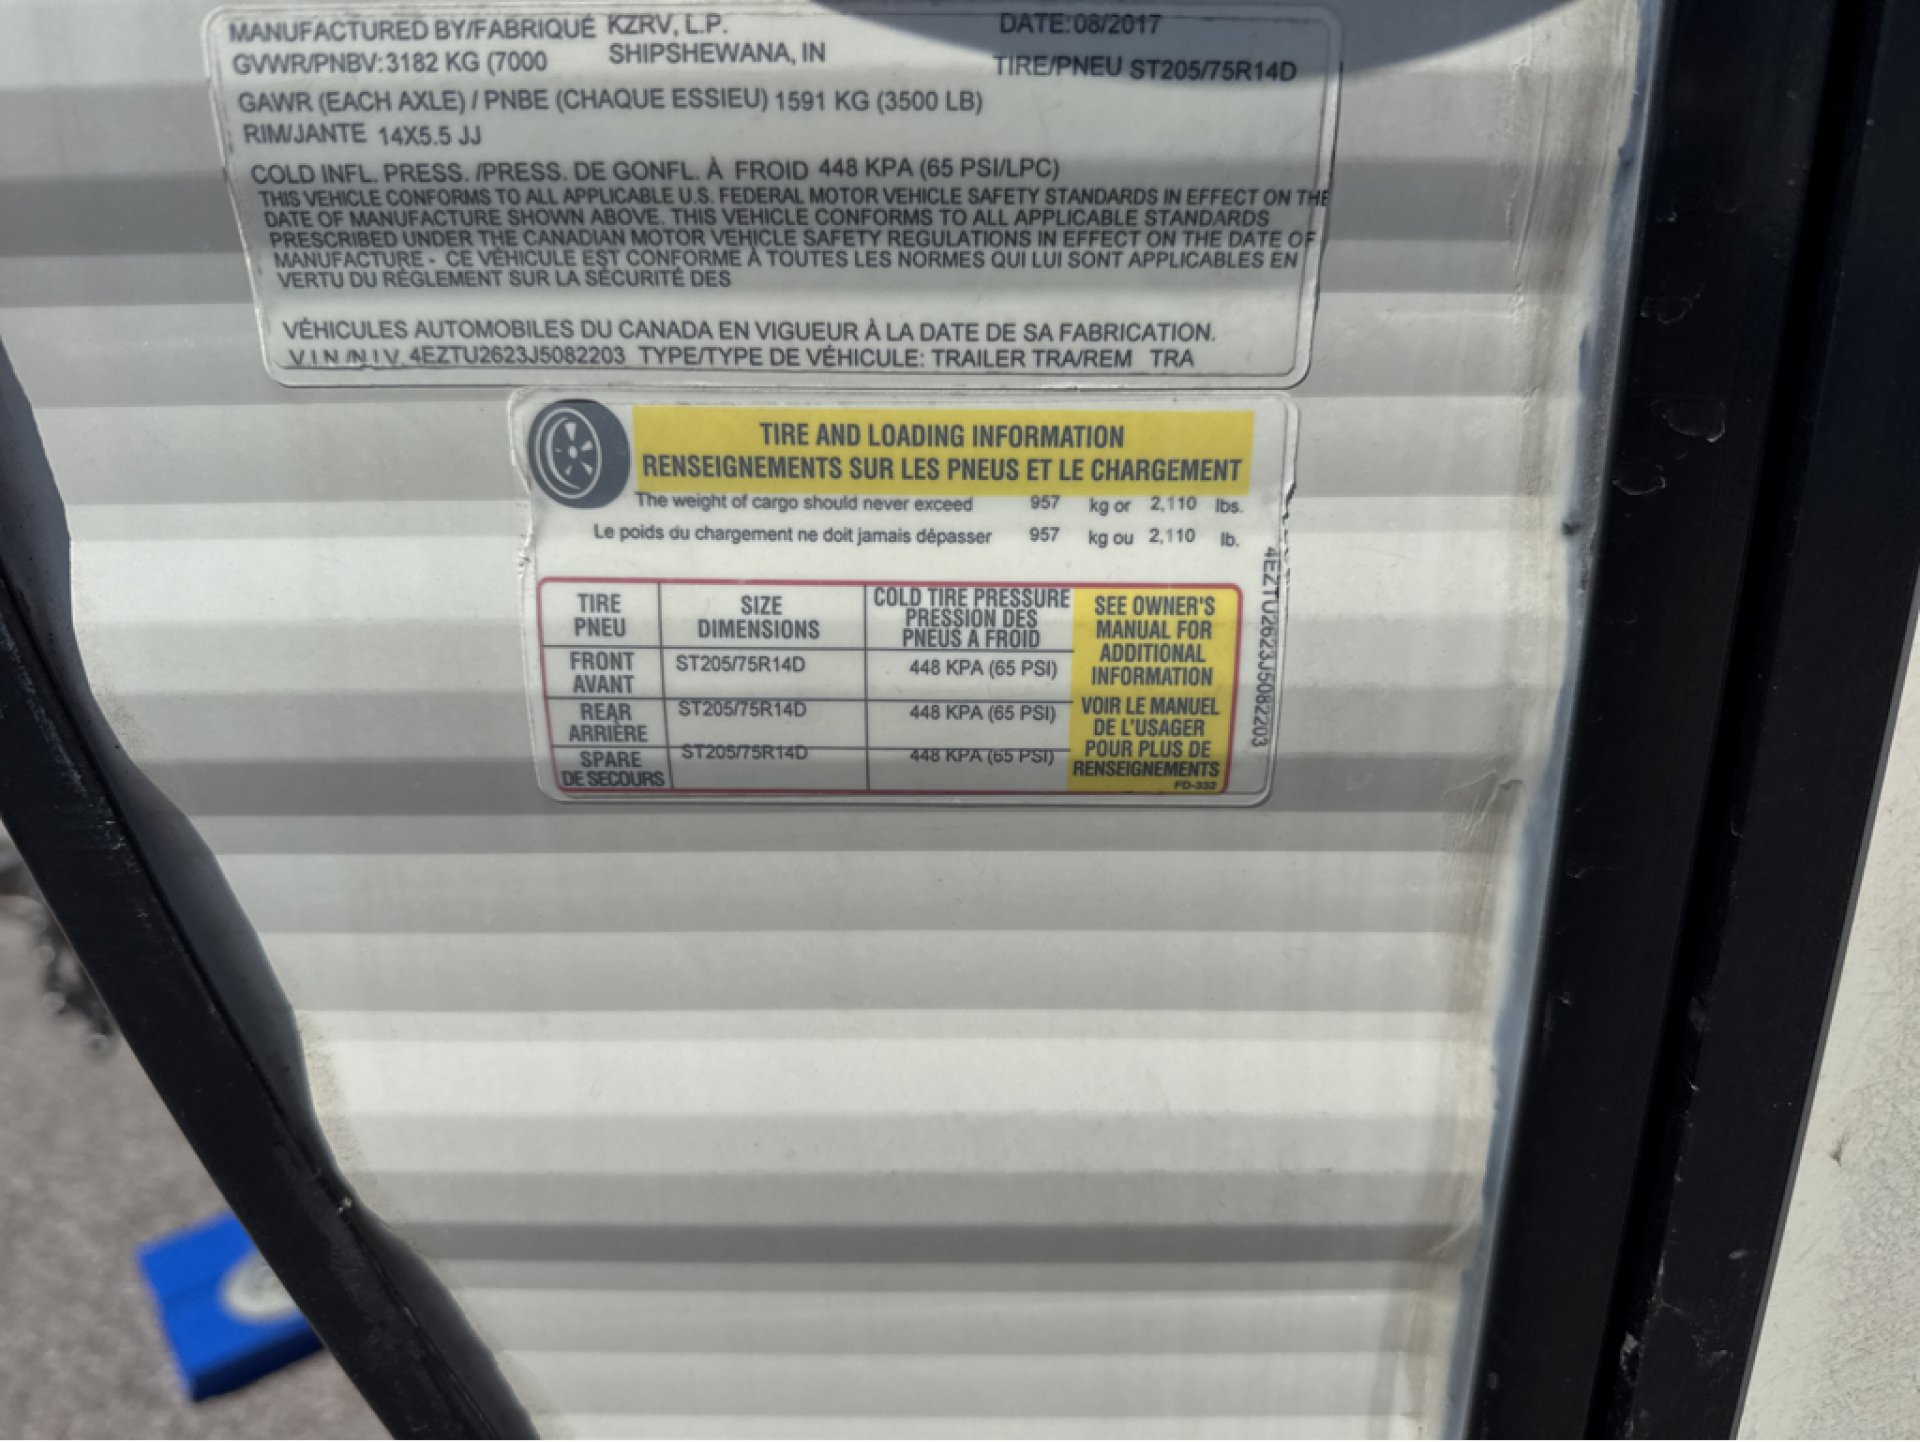 MANUFACTURED BY/FABRIQUÉ KZRV, L.P. DATE:08/2017
GVWR/PNBV:3182 KG (7000 SHIPSHEWANA, IN TIRE/PNEU ST205/75R14D
GAWR (EACH AXLE) / PNBE (CHAQUE ESSIEU) 1591 KG (3500 LB)
RIM/JANTE 14X5.5 JJ
COLD INFL. PRESS. /PRESS. DE GONFL. À FROID 448 KPA (65 PSI/LPC)
THIS VEHICLE CONFORMS TO ALL APPLICABLE U.S. FEDERAL MOTOR VEHICLE SAFETY STANDARDS IN EFFECT ON THE
DATE OF MANUFACTURE SHOWN ABOVE. THIS VEHICLE CONFORMS TO ALL APPLICABLE STANDARDS
PRESCRIBED UNDER THE CANADIAN MOTOR VEHICLE SAFETY REGULATIONS IN EFFECT ON THE DATE OF
MANUFACTURE - CE VÉHICULE EST CONFORME À TOUTES LES NORMES QUI LUI SONT APPLICABLES EN
VERTU DU RÈGLEMENT SUR LA SÉCURITÉ DES
VÉHICULES AUTOMOBILES DU CANADA EN VIGUEUR À LA DATE DE SA FABRICATION.
V.I.N./N.I.V. 4EZTU2623J5082203 TYPE/TYPE DE VÉHICULE: TRAILER TRA/REM TRA
TIRE AND LOADING INFORMATION
RENSEIGNEMENTS SUR LES PNEUS ET LE CHARGEMENT
The weight of cargo should never exceed 957 kg or 2,110 lbs.
Le poids du chargement ne doit jamais dépasser 957 kg ou 2,110 lb.
4EZTU2623J5082203
TIRE
PNEU
SIZE
DIMENSIONS
COLD TIRE PRESSURE
PRESSION DES
PNEUS A FROID
FRONT
AVANT
ST205/75R14D
448 KPA (65 PSI)
REAR
ARRIÈRE
ST205/75R14D
448 KPA (65 PSI)
SPARE
DE SECOURS
ST205/75R14D
448 KPA (65 PSI)
SEE OWNER'S
MANUAL FOR
ADDITIONAL
INFORMATION
VOIR LE MANUEL
DE L'USAGER
POUR PLUS DE
RENSEIGNEMENTS
FD-332